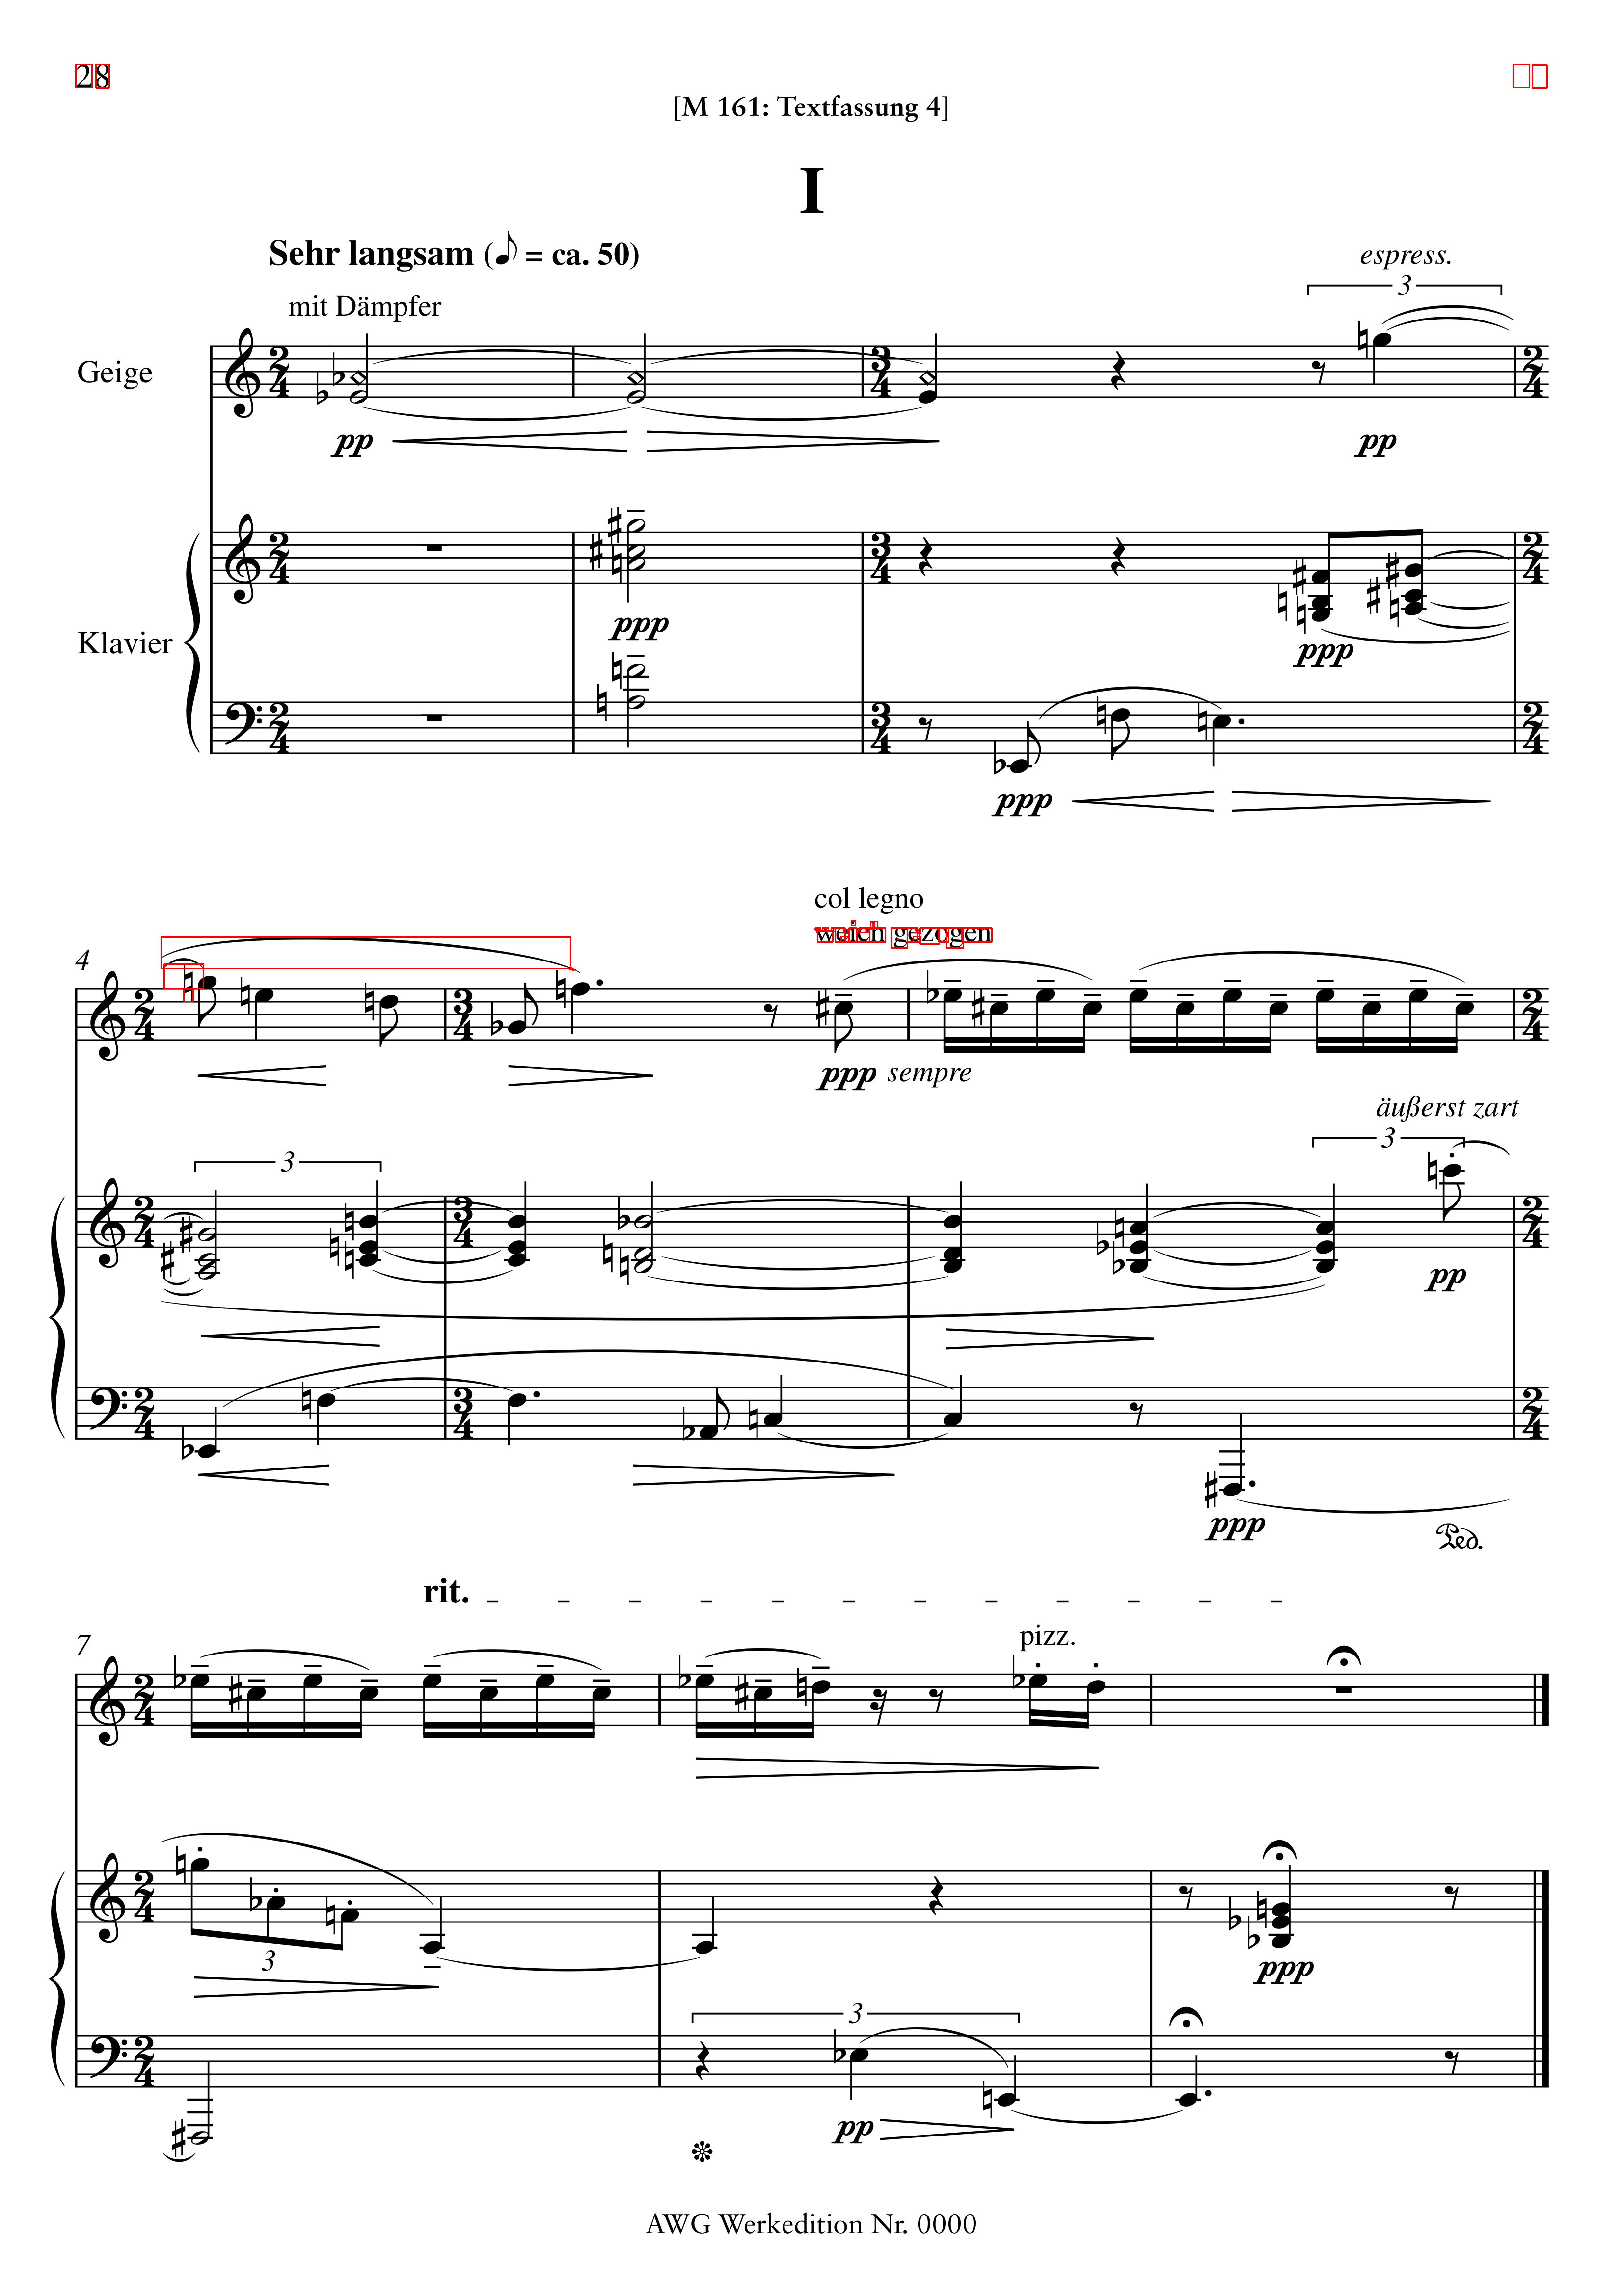 28
[M 161: Textfassung 4]
I
Sehr langsam (♪ = ca. 50)
espress.
3
mit Dämpfer
Geige
pp
pp
ppp
Klavier
ppp
ppp
col legno
weich gezogen
4
ppp sempre
äußerst zart
3
3
pp
ppp
Ped.
rit.
7
pizz.
3
ppp
3
pp
AWG Werkedition Nr. 0000